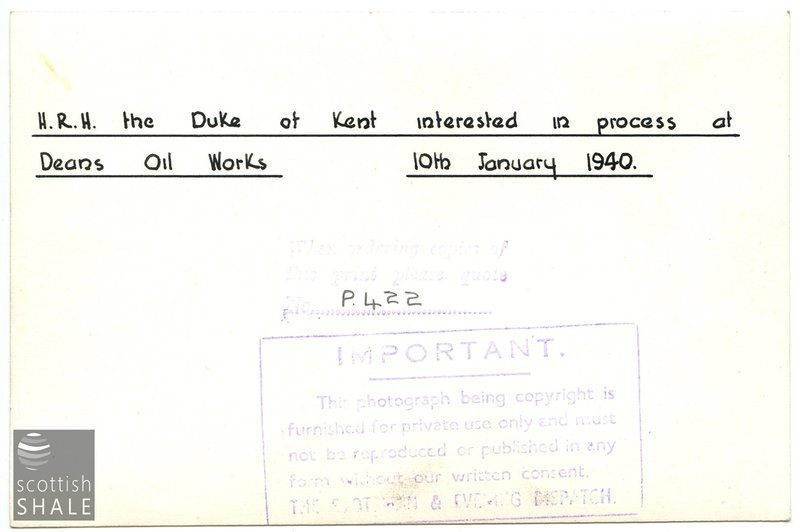 H.R.H. the Duke of Kent interested in process at
Deans Oil Works 10th January 1940.
When ordering copies of
this print please quote
No. P.422
IMPORTANT.
This photograph being copyright is
furnished for private use only and must
not be reproduced or published in any
form without our written consent.
THE SCOTSMAN & EVENING DISPATCH.
scottish
SHALE